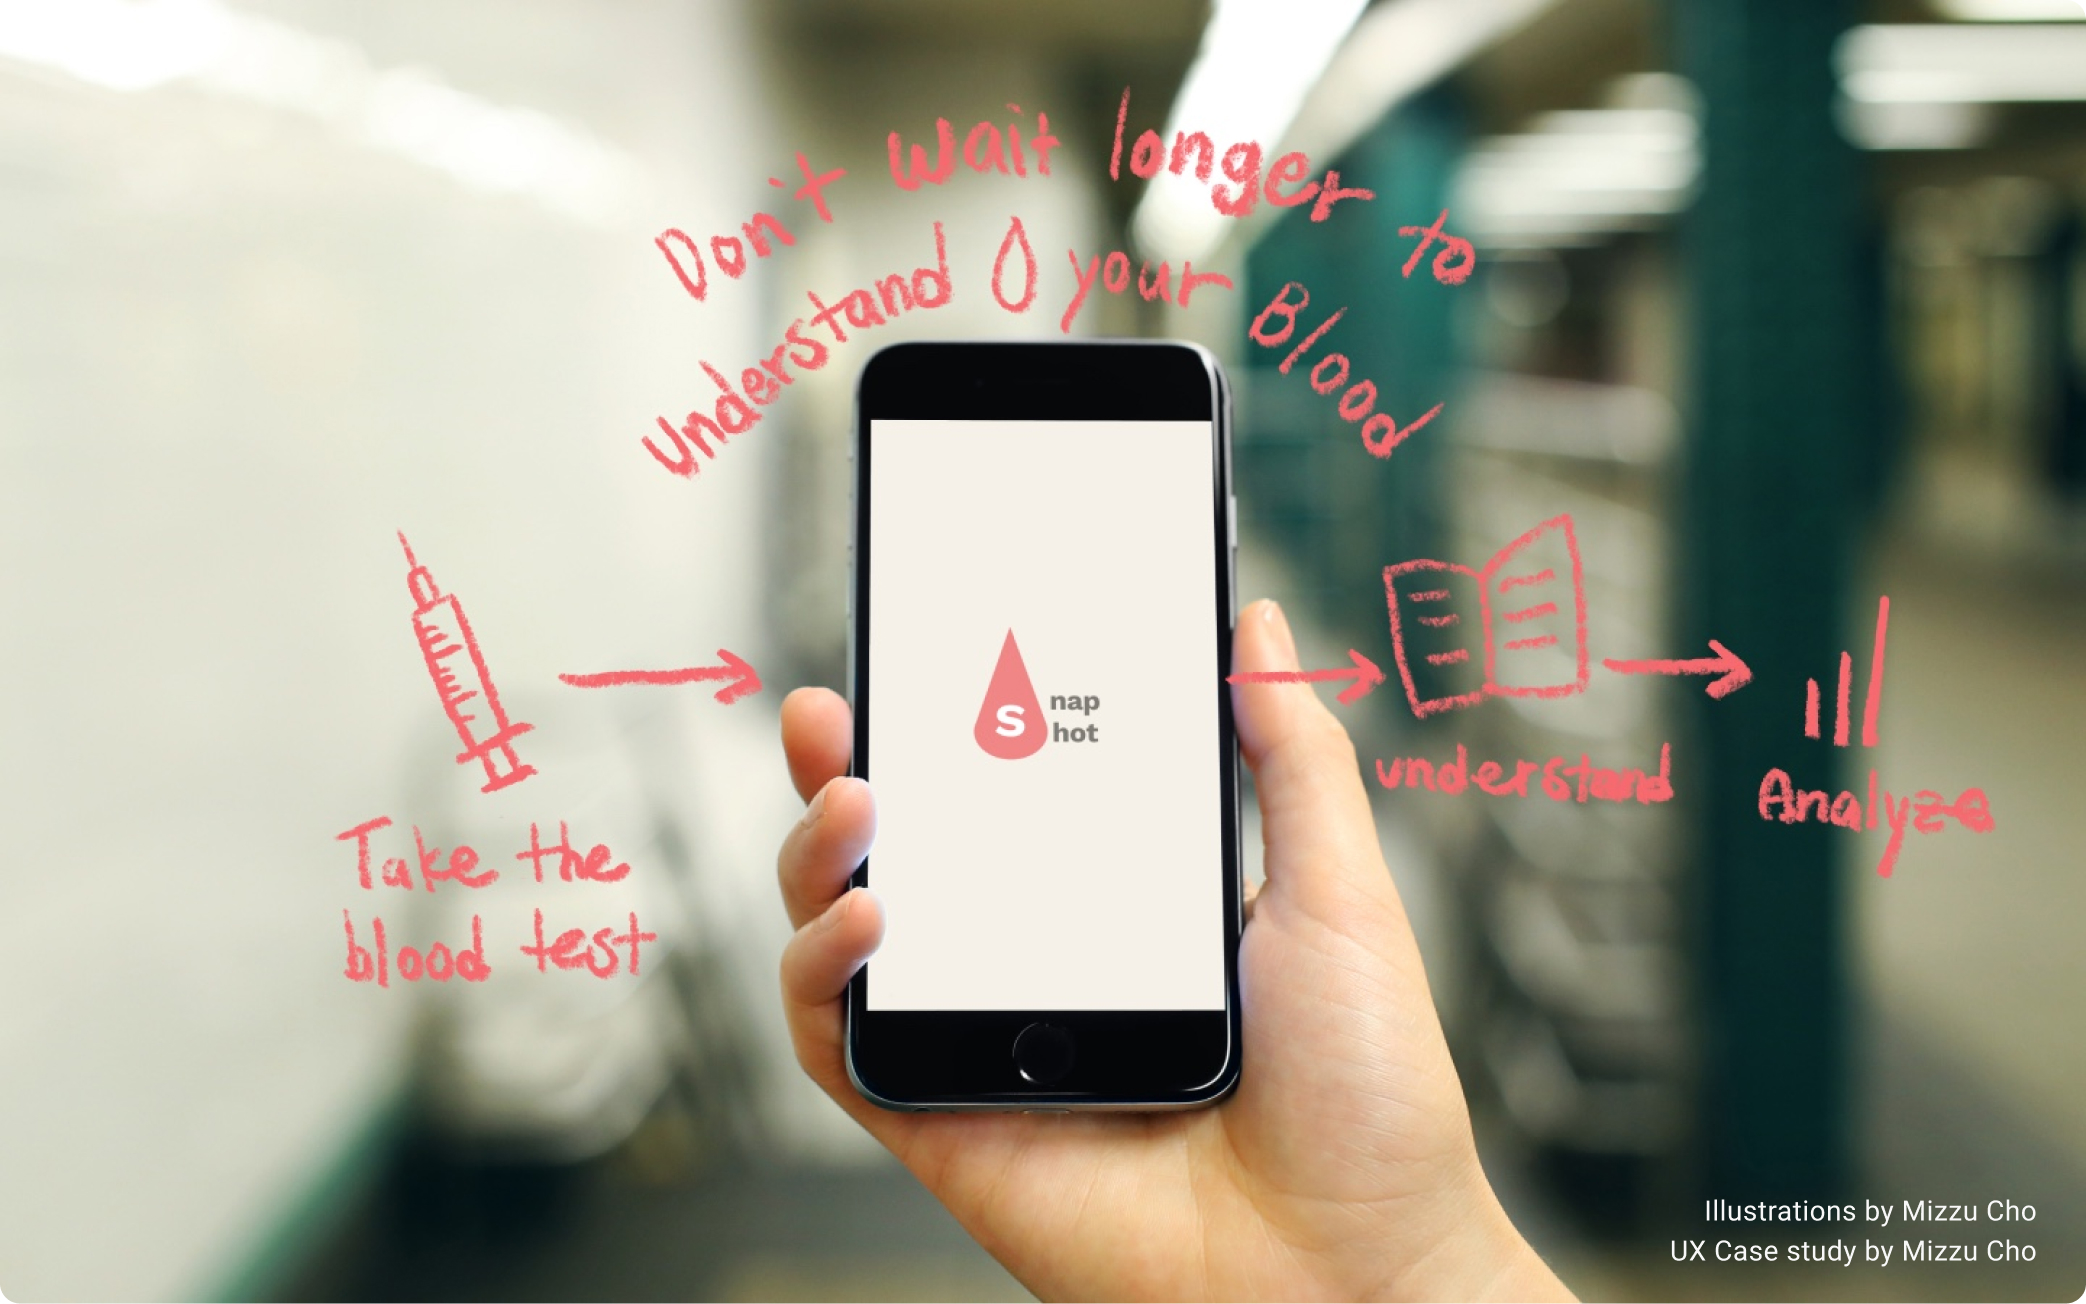 Don't wait longer to
Understand your Blood
s nap
hot
Take the
blood test
understand
Analyze
Illustrations by Mizzu Cho
UX Case study by Mizzu Cho